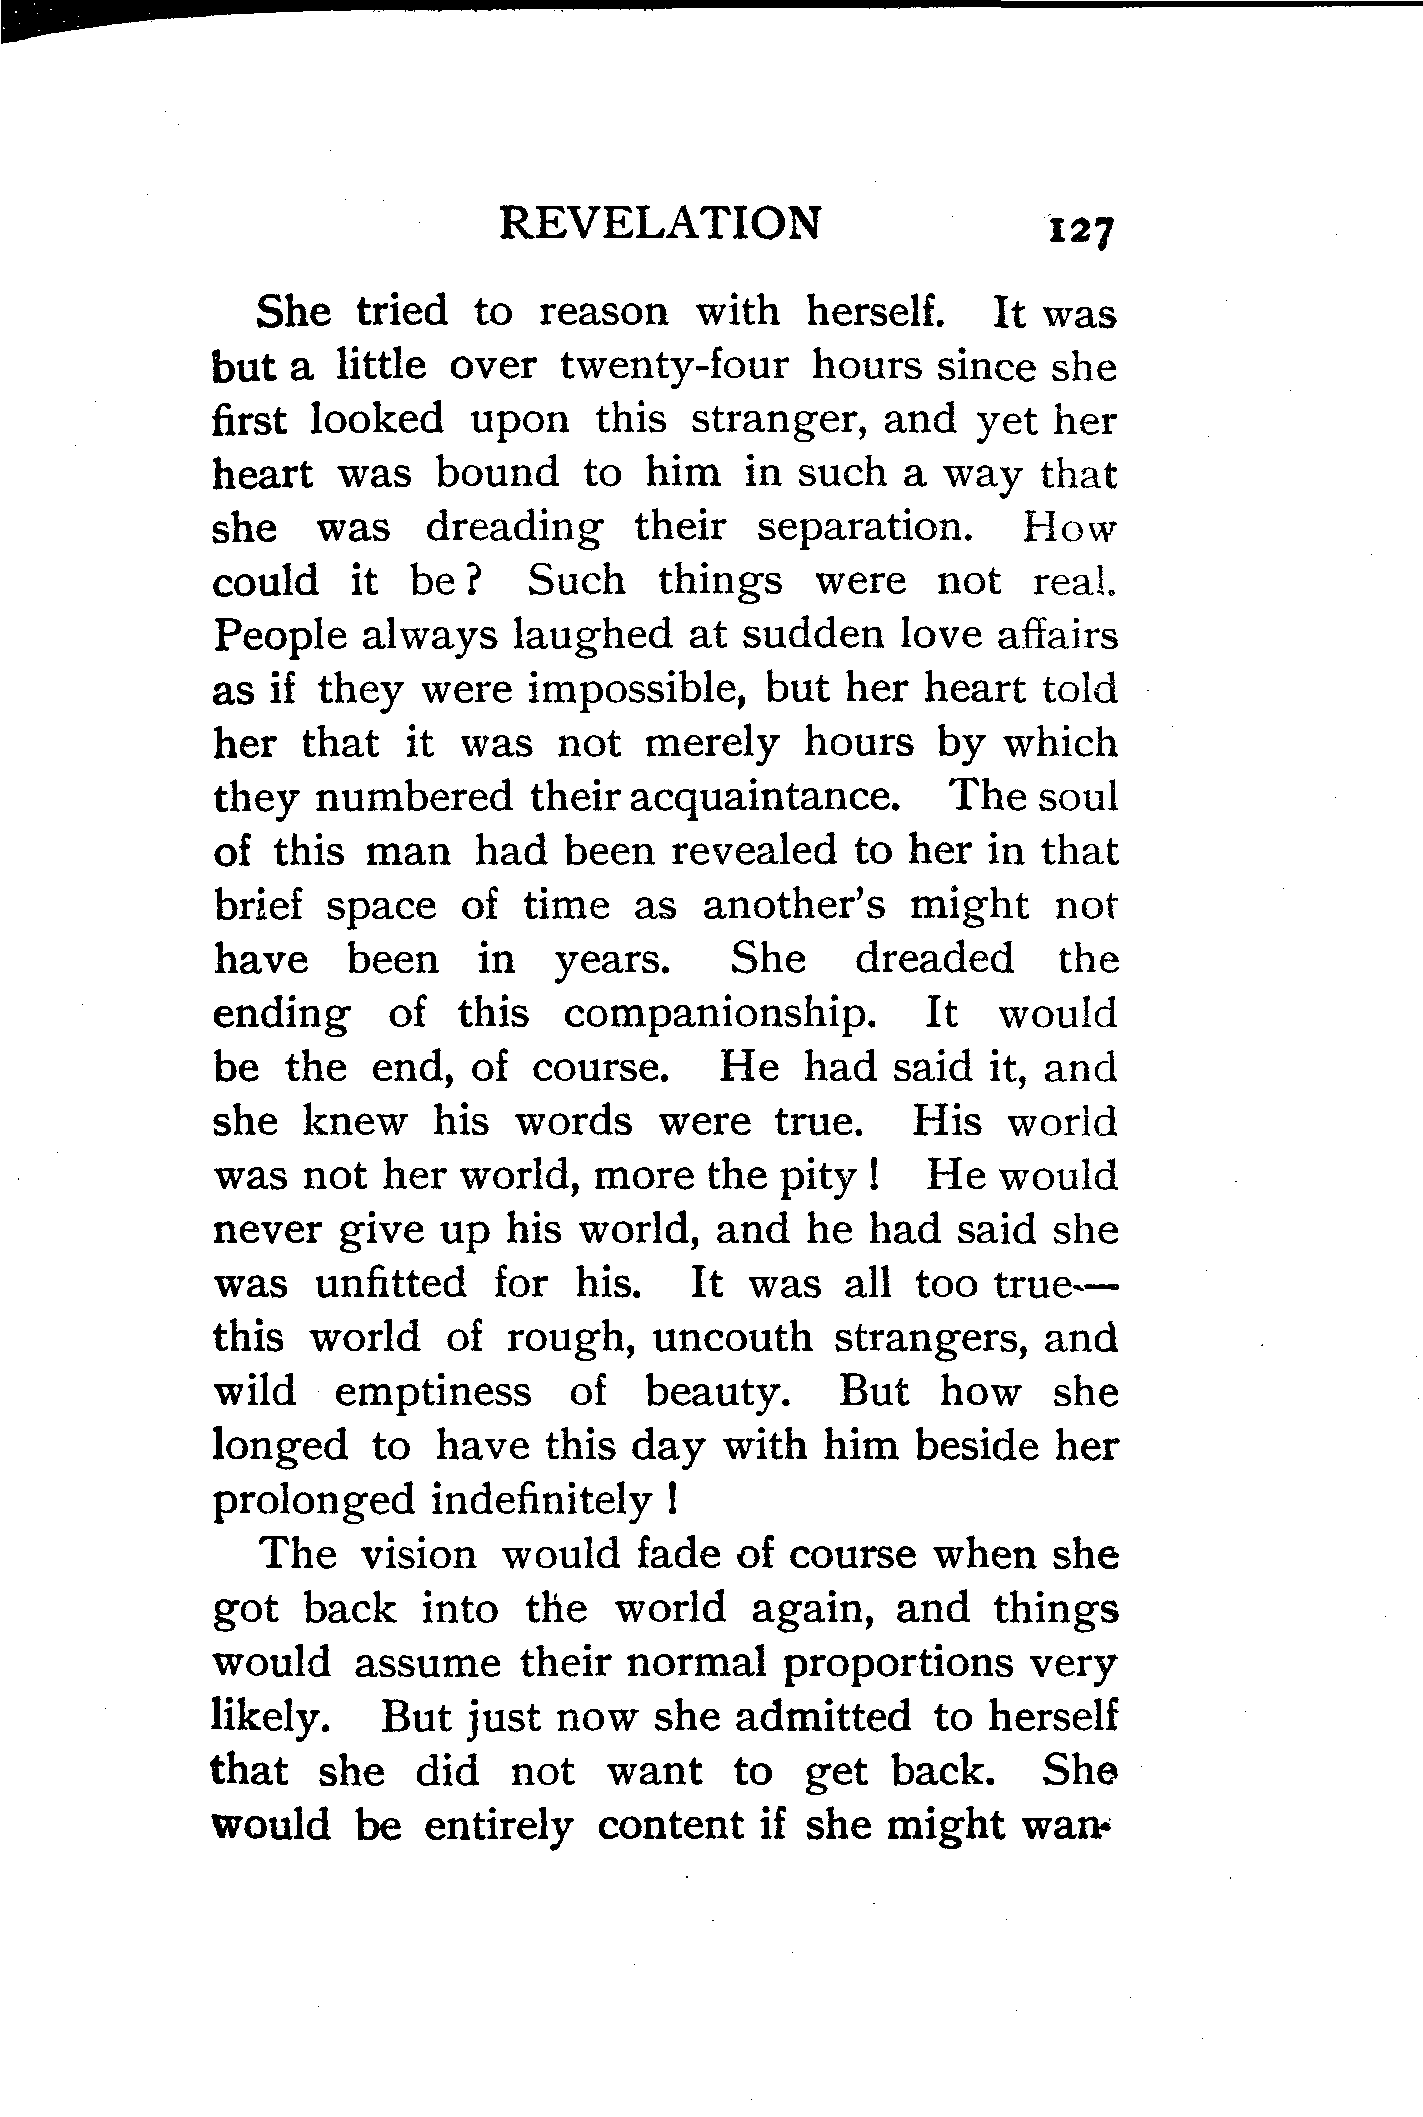 REVELATION 127
She tried to reason with herself. It was
but a little over twenty-four hours since she
first looked upon this stranger, and yet her
heart was bound to him in such a way that
she was dreading their separation. How
could it be? Such things were not real.
People always laughed at sudden love affairs
as if they were impossible, but her heart told
her that it was not merely hours by which
they numbered their acquaintance. The soul
of this man had been revealed to her in that
brief space of time as another's might not
have been in years. She dreaded the
ending of this companionship. It would
be the end, of course. He had said it, and
she knew his words were true. His world
was not her world, more the pity! He would
never give up his world, and he had said she
was unfitted for his. It was all too true—
this world of rough, uncouth strangers, and
wild emptiness of beauty. But how she
longed to have this day with him beside her
prolonged indefinitely!
The vision would fade of course when she
got back into the world again, and things
would assume their normal proportions very
likely. But just now she admitted to herself
that she did not want to get back. She
would be entirely content if she might wan-